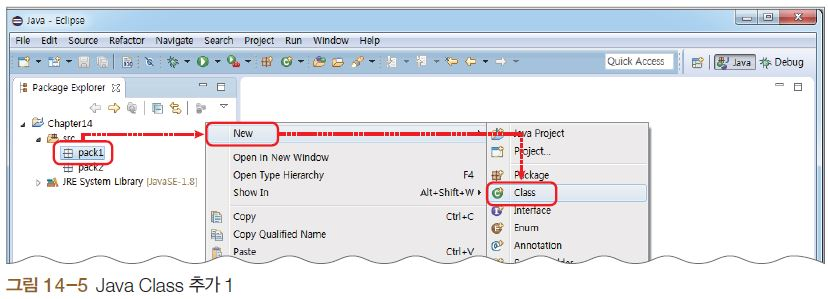 Java - Eclipse
File Edit Source Refactor Navigate Search Project Run Window Help
Quick Access Java Debug
Package Explorer
Chapter14
src
pack1
pack2
JRE System Library [JavaSE-1.8]
New
Open in New Window
Open Type Hierarchy F4
Show In Alt+Shift+W
Copy Ctrl+C
Copy Qualified Name
Paste Ctrl+V
Java Project
Project...
Package
Class
Interface
Enum
Annotation
그림 14-5 Java Class 추가 1